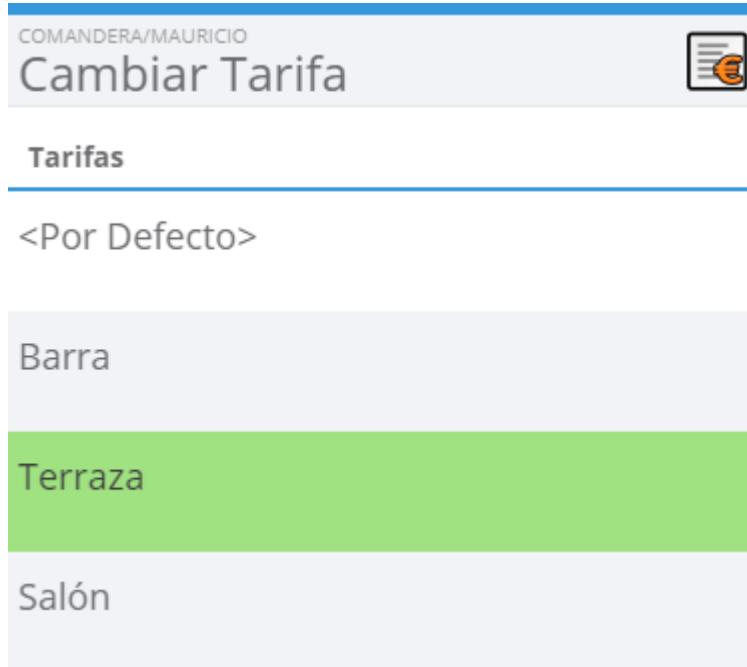 COMANDERA/MAURICIO
Cambiar Tarifa
Tarifas
<Por Defecto>
Barra
Terraza
Salón